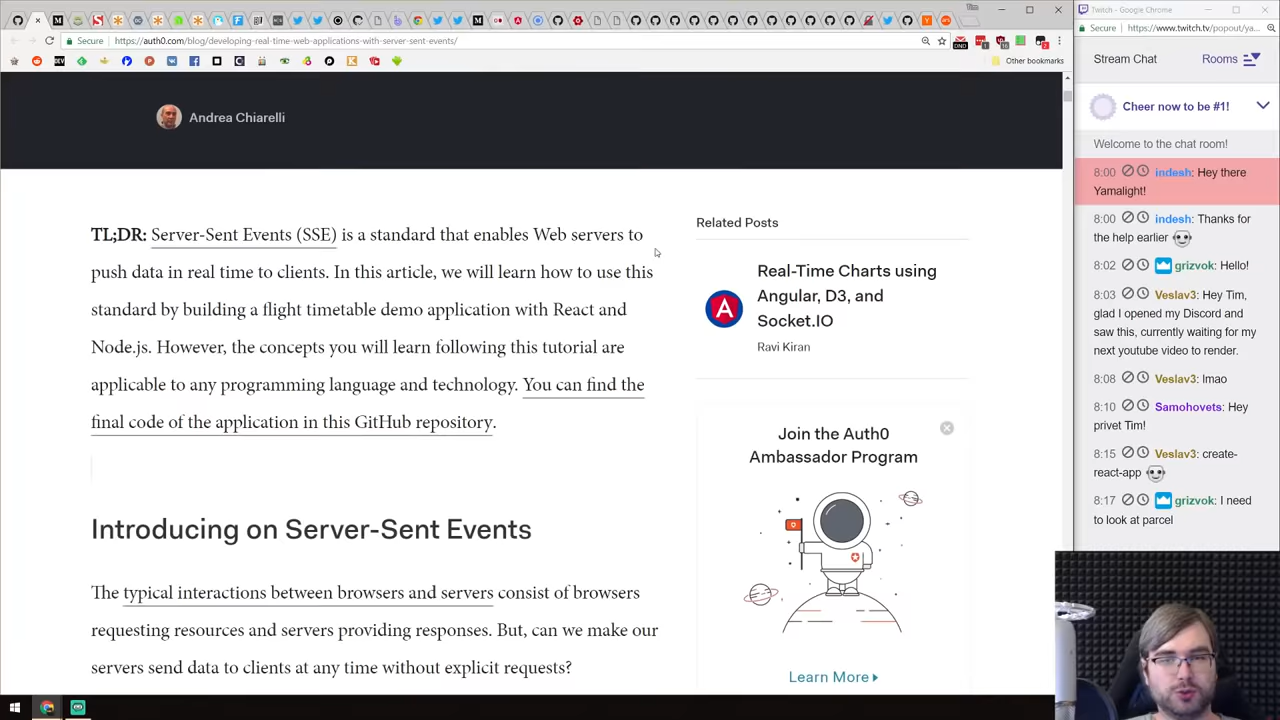 Twitch - Google Chrome
Secure
https://auth0.com/blog/developing-real-time-web-applications-with-server-sent-events/
Secure
https://www.twitch.tv/popout/ya...
Other bookmarks
Andrea Chiarelli
TL;DR: Server-Sent Events (SSE) is a standard that enables Web servers to
push data in real time to clients. In this article, we will learn how to use this
standard by building a flight timetable demo application with React and
Node.js. However, the concepts you will learn following this tutorial are
applicable to any programming language and technology. You can find the
final code of the application in this GitHub repository.
Introducing on Server-Sent Events
The typical interactions between browsers and servers consist of browsers
requesting resources and servers providing responses. But, can we make our
servers send data to clients at any time without explicit requests?
Related Posts
Real-Time Charts using
Angular, D3, and
Socket.IO
Ravi Kiran
Join the Auth0
Ambassador Program
Learn More
Stream Chat
Rooms
Cheer now to be #1!
Welcome to the chat room!
8:00 indesh: Hey there
Yamalight!
8:00 indesh: Thanks for
the help earlier
8:02 grizvok: Hello!
8:03 Veslav3: Hey Tim,
glad I opened my Discord and
saw this, currently waiting for my
next youtube video to render.
8:08 Veslav3: lmao
8:10 Samohovets: Hey
privet Tim!
8:15 Veslav3: create-
react-app
8:17 grizvok: I need
to look at parcel